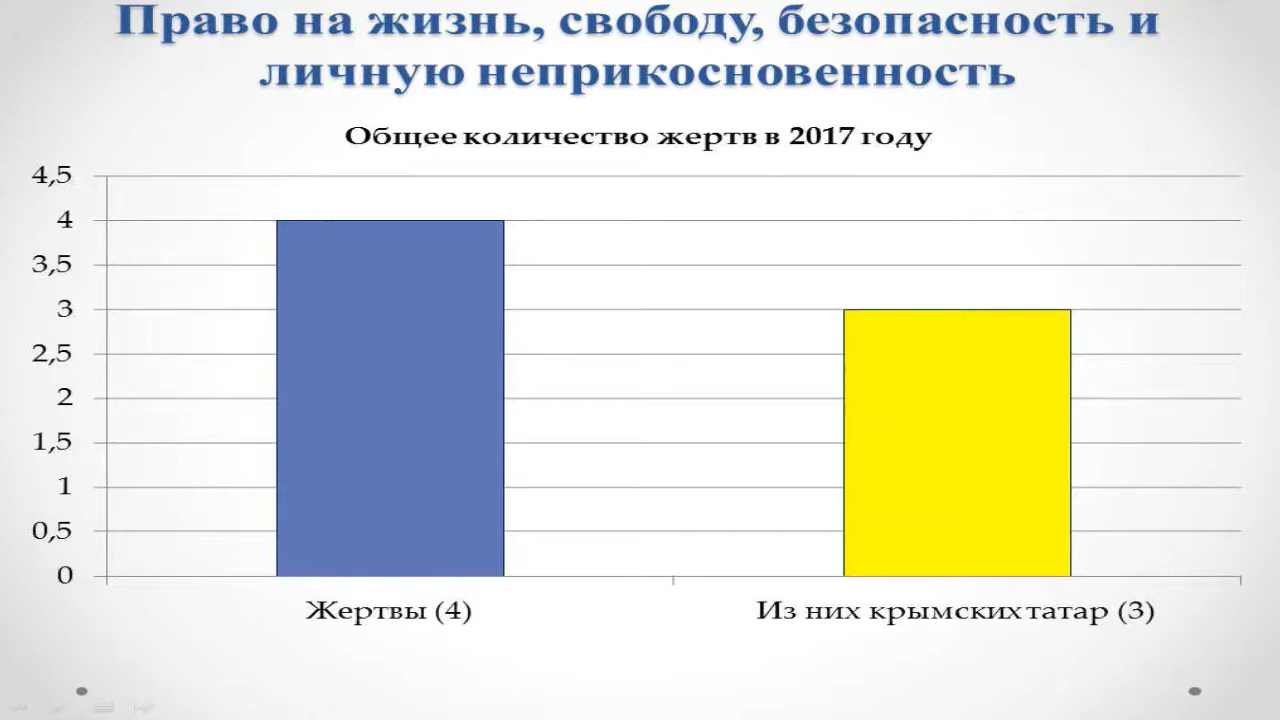 Право на жизнь, свободу, безопасность и
личную неприкосновенность
Общее количество жертв в 2017 году
4,5
4
3,5
3
2,5
2
1,5
1
0,5
0
Жертвы (4)
Из них крымских татар (3)